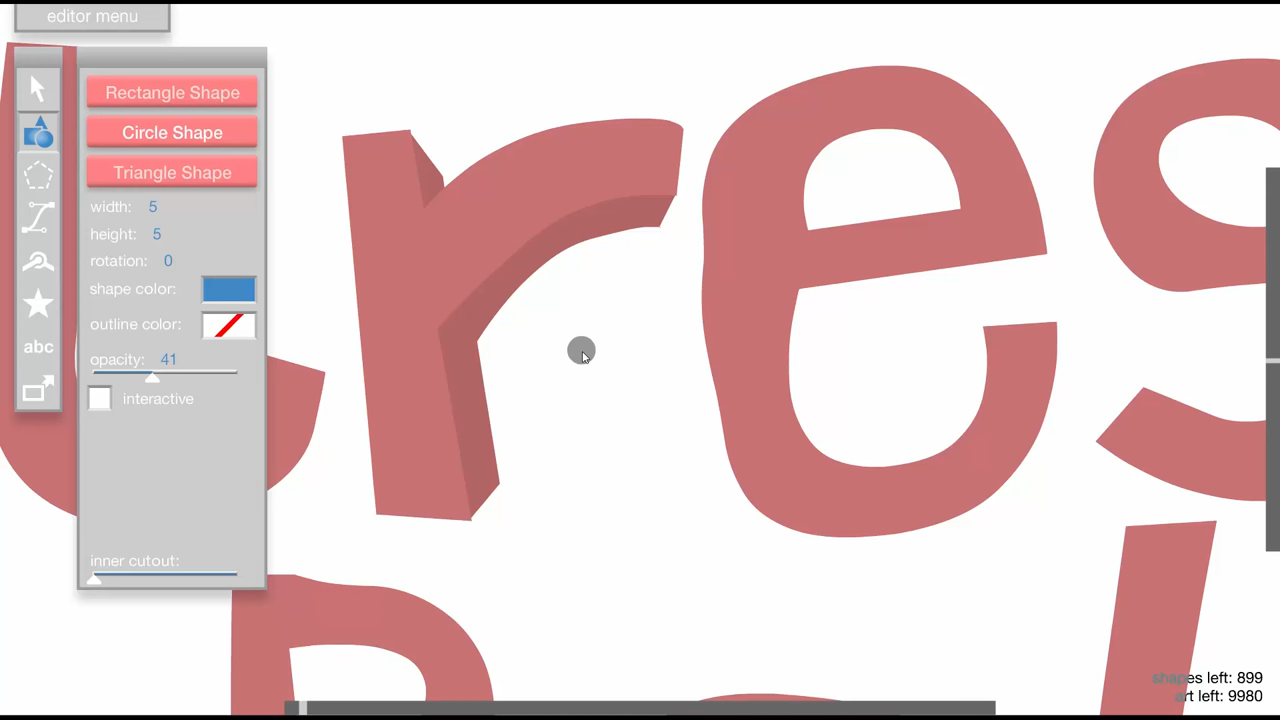 editor menu
Rectangle Shape
Circle Shape
Triangle Shape
width: 5
height: 5
rotation: 0
shape color:
outline color:
opacity: 41
interactive
inner cutout:
abc
res
shapes left: 899
art left: 9980